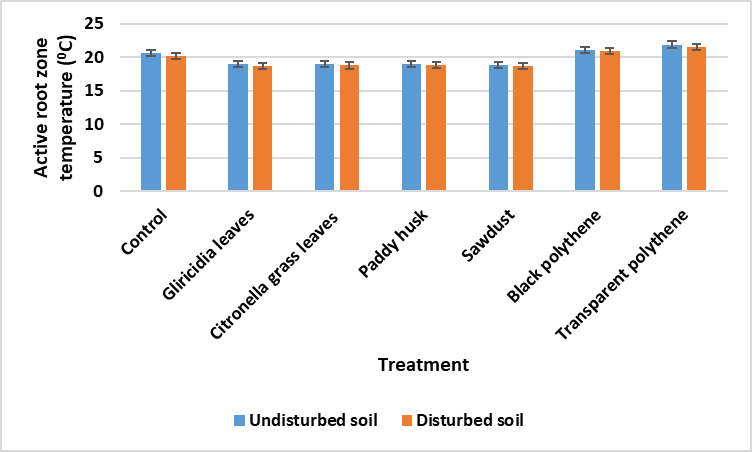 Active root zone
temperature (⁰C)
25
20
15
10
5
0
Control
Gliricidia leaves
Citronella grass leaves
Paddy husk
Sawdust
Black polythene
Transparent polythene
Treatment
Undisturbed soil
Disturbed soil